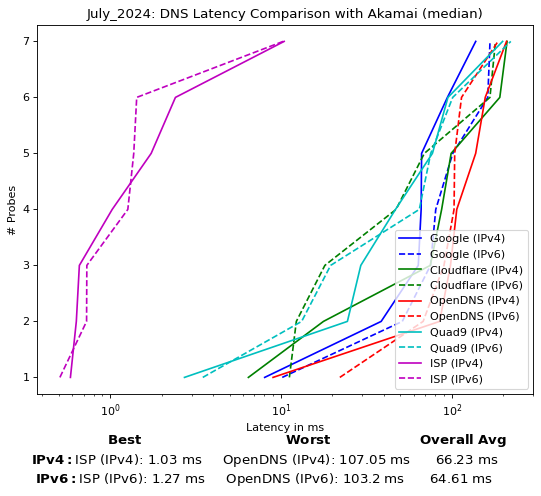 July_2024: DNS Latency Comparison with Akamai (median)
7
6
5
4
3
2
1
# Probes
Google (IPv4)
Google (IPv6)
Cloudflare (IPv4)
Cloudflare (IPv6)
OpenDNS (IPv4)
OpenDNS (IPv6)
Quad9 (IPv4)
Quad9 (IPv6)
ISP (IPv4)
ISP (IPv6)
10⁰ 10¹ 10²
Latency in ms
Best Worst Overall Avg
IPv4: ISP (IPv4): 1.03 ms OpenDNS (IPv4): 107.05 ms 66.23 ms
IPv6: ISP (IPv6): 1.27 ms OpenDNS (IPv6): 103.2 ms 64.61 ms